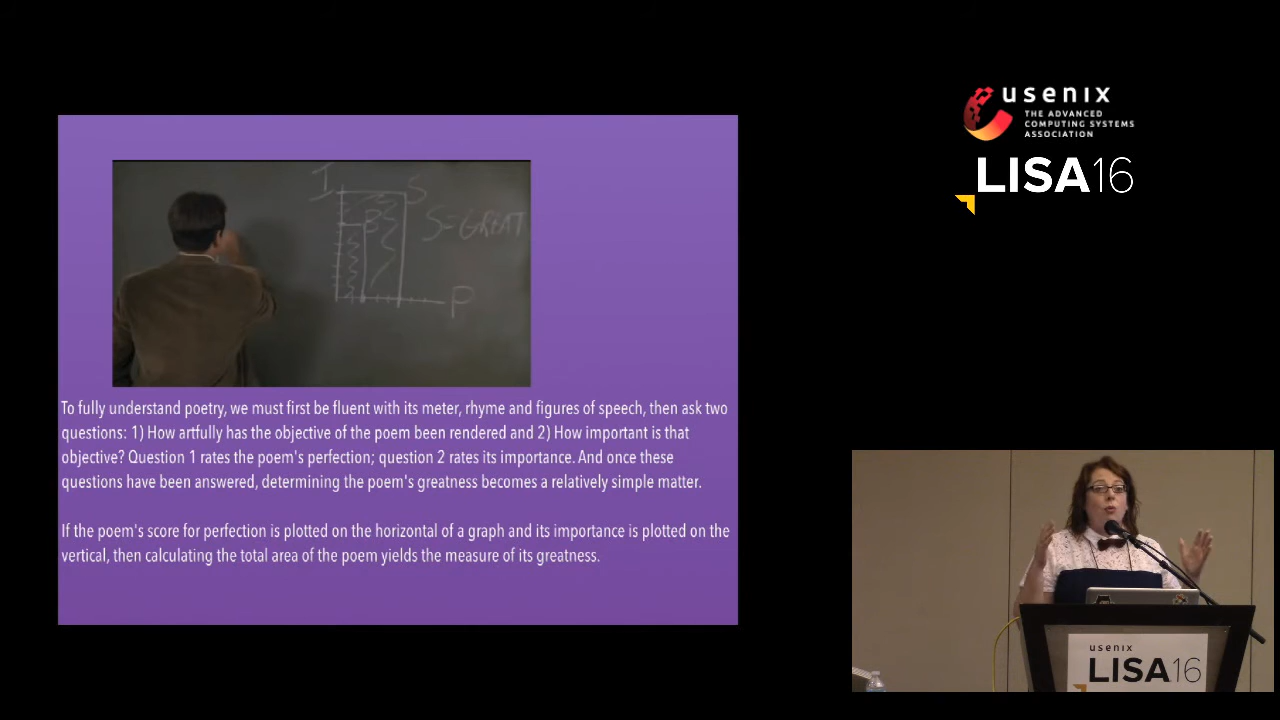 usenix
THE ADVANCED
COMPUTING SYSTEMS
ASSOCIATION
LISA16
I
S
B
S=GREAT
P
To fully understand poetry, we must first be fluent with its meter, rhyme and figures of speech, then ask two
questions: 1) How artfully has the objective of the poem been rendered and 2) How important is that
objective? Question 1 rates the poem's perfection; question 2 rates its importance. And once these
questions have been answered, determining the poem's greatness becomes a relatively simple matter.
If the poem's score for perfection is plotted on the horizontal of a graph and its importance is plotted on the
vertical, then calculating the total area of the poem yields the measure of its greatness.
usenix
LISA16